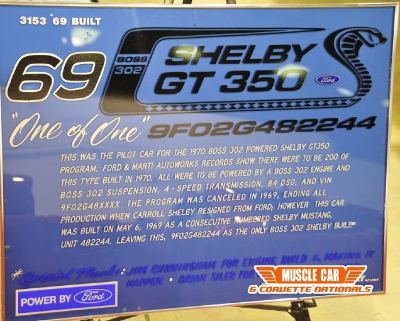 3153 '69 BUILT
69
BOSS
302
SHELBY
GT 350
Ford
"One of One" 9F02G482244
THIS WAS THE PILOT CAR FOR THE 1970 BOSS 302 POWERED SHELBY GT350
PROGRAM. FORD & MARTI AUTOWORKS RECORDS SHOW THERE WERE TO BE 200 OF
THIS TYPE BUILT IN 1970. ALL WERE TO BE POWERED BY A BOSS 302 ENGINE AND
BOSS 302 SUSPENSION, 4-SPEED TRANSMISSION, 84 DSO, AND VIN
9F02G48XXXX. THE PROGRAM WAS CANCELED IN 1969, ENDING ALL
PRODUCTION WHEN CARROLL SHELBY RESIGNED FROM FORD; HOWEVER THIS CAR
WAS BUILT ON MAY 6, 1969 AS A CONSECUTIVE NUMBERED SHELBY MUSTANG,
UNIT 482244. LEAVING THIS, 9F02G482244 AS THE ONLY BOSS 302 SHELBY BUILT
* Special Thanks: JIM CUNNINGHAM FOR ENGINE BUILD & MAKING IT
HAPPEN • BRIAN SILER FOR
POWER BY Ford
MUSCLE CAR
& CORVETTE NATIONALS